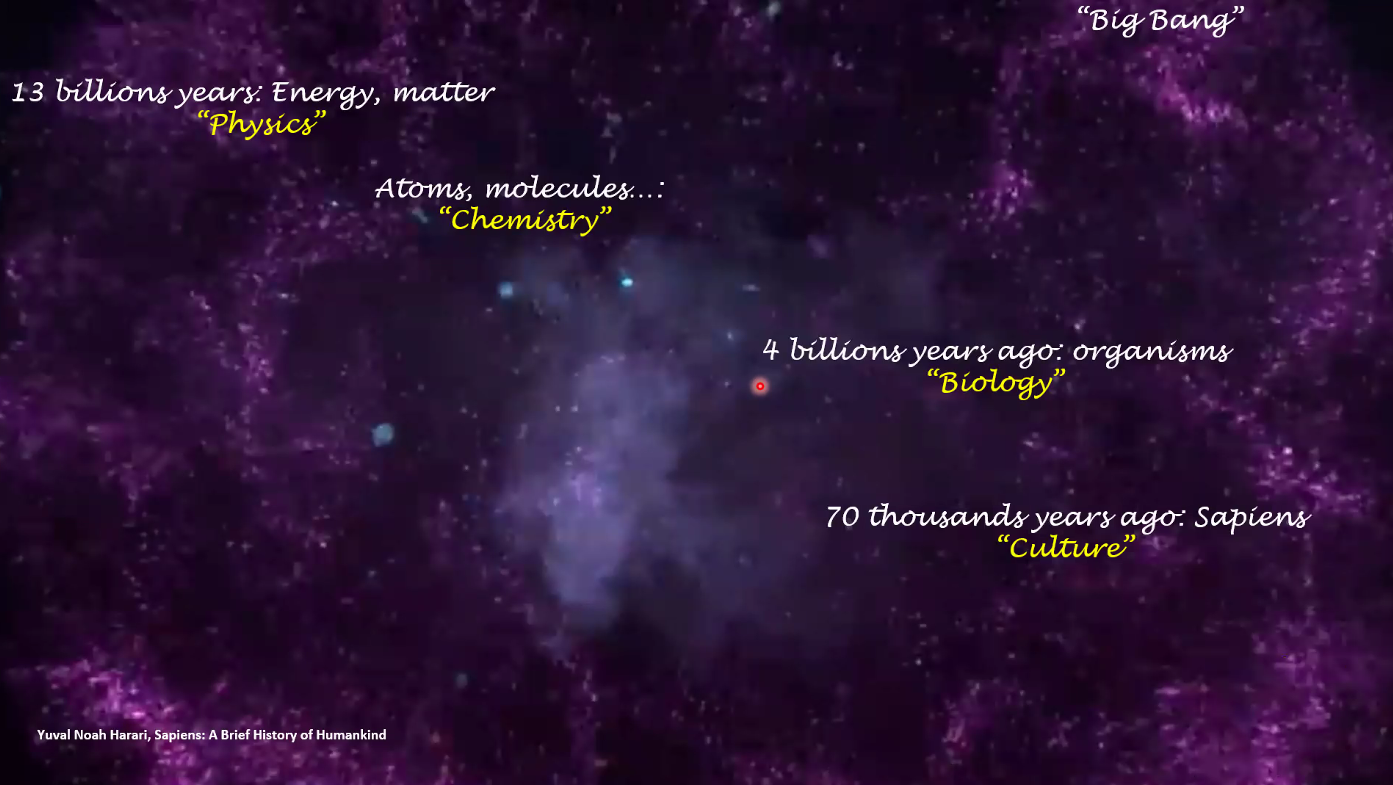 “Big Bang”
13 billions years: Energy, matter
“Physics”
Atoms, molecules...:
“Chemistry”
4 billions years ago: organisms
“Biology”
70 thousands years ago: Sapiens
“Culture”
Yuval Noah Harari, Sapiens: A Brief History of Humankind